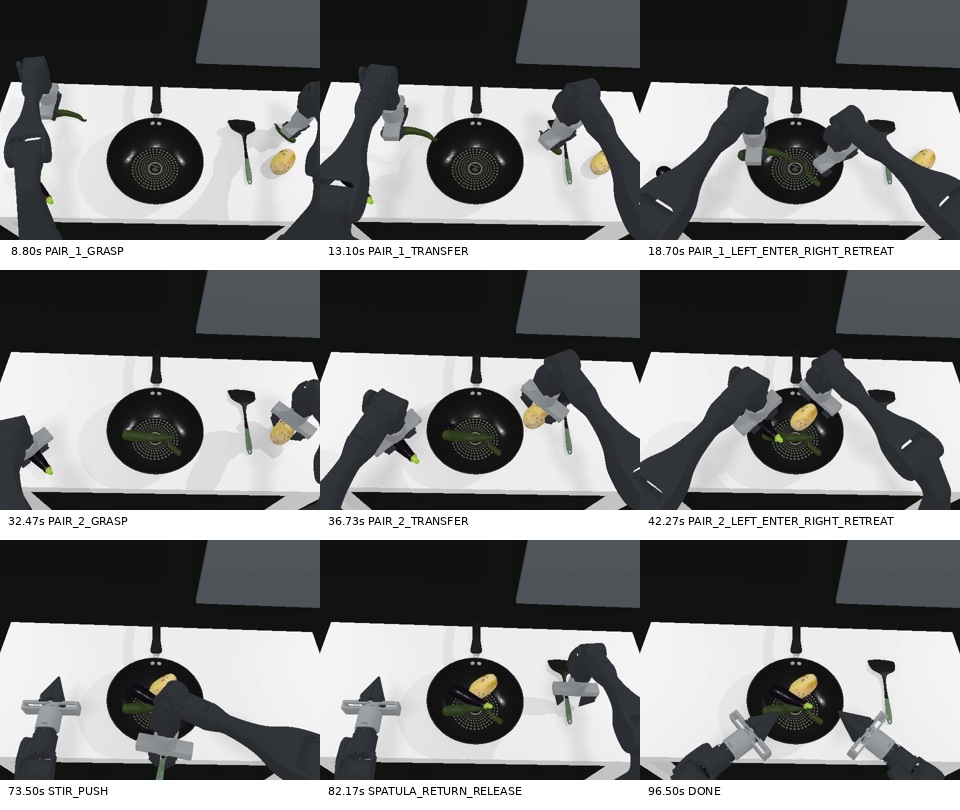 8.80s PAIR_1_GRASP
13.10s PAIR_1_TRANSFER
18.70s PAIR_1_LEFT_ENTER_RIGHT_RETREAT
32.47s PAIR_2_GRASP
36.73s PAIR_2_TRANSFER
42.27s PAIR_2_LEFT_ENTER_RIGHT_RETREAT
73.50s STIR_PUSH
82.17s SPATULA_RETURN_RELEASE
96.50s DONE